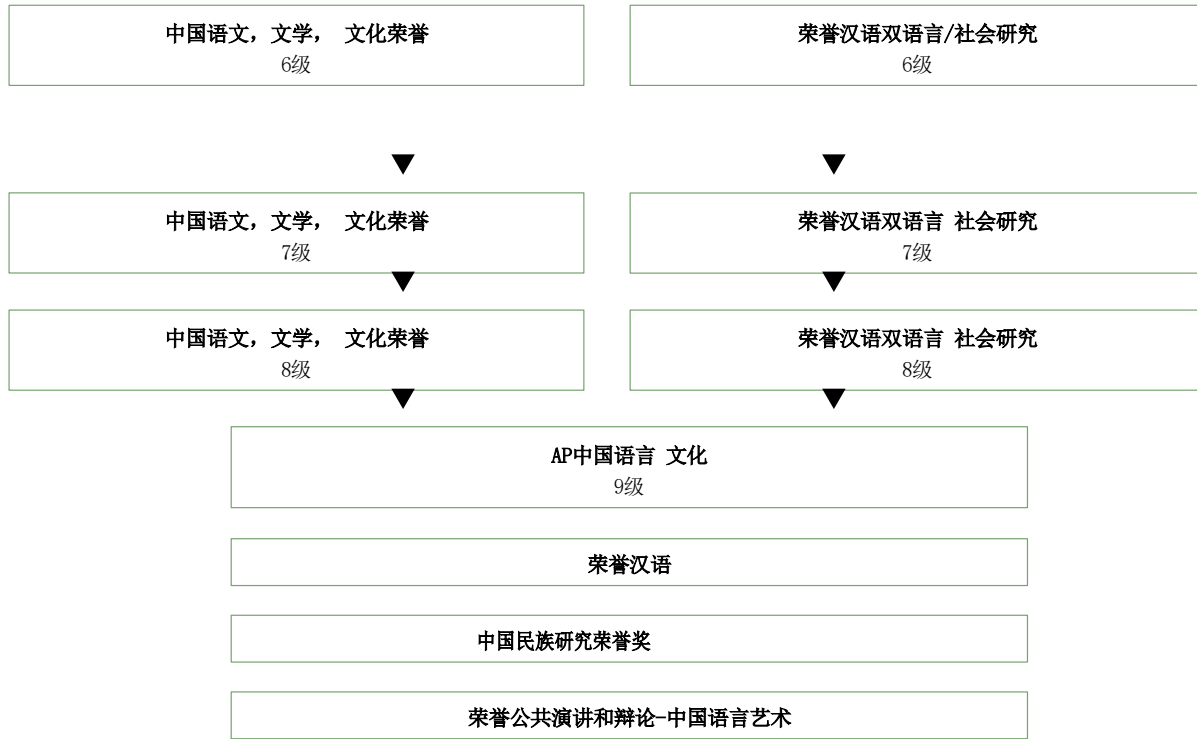 中国语文，文学， 文化荣誉
6级
荣誉汉语双语言/社会研究
6级
中国语文，文学， 文化荣誉
7级
荣誉汉语双语言 社会研究
7级
中国语文，文学， 文化荣誉
8级
荣誉汉语双语言 社会研究
8级
AP中国语言 文化
9级
荣誉汉语
中国民族研究荣誉奖
荣誉公共演讲和辩论-中国语言艺术